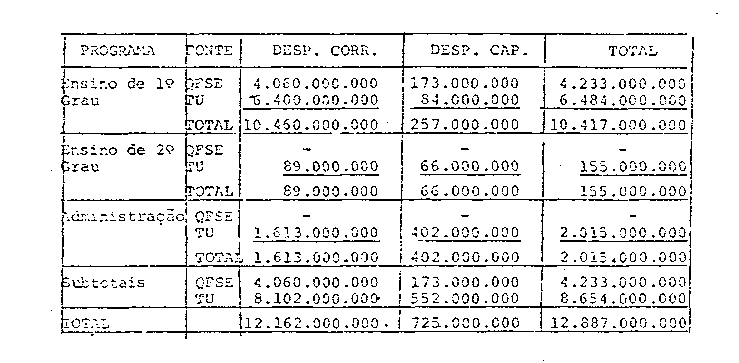 PROGRAMA FONTE DESP. CORR. DESP. CAP. TOTAL
Ensino de 1º QFSE 4.060.000.000 173.000.000 4.233.000.000
Grau TU 6.400.000.000 84.000.000 6.484.000.000
TOTAL 10.460.000.000 257.000.000 10.417.000.000
Ensino de 2º QFSE - - -
Grau TU 89.000.000 66.000.000 155.000.000
TOTAL 89.000.000 66.000.000 155.000.000
Administração QFSE - - -
TU 1.613.000.000 402.000.000 2.015.000.000
TOTAL 1.613.000.000 402.000.000 2.015.000.000
Subtotais QFSE 4.060.000.000 173.000.000 4.233.000.000
TU 8.102.000.000 552.000.000 8.654.000.000
TOTAL 12.162.000.000 725.000.000 12.887.000.000